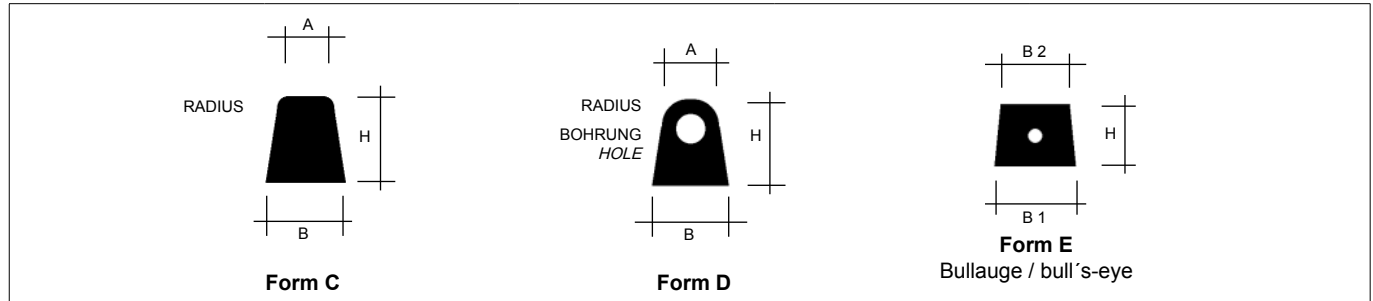 A
RADIUS
H
B
Form C
A
RADIUS
BOHRUNG
HOLE
H
B
Form D
B 2
H
B 1
Form E
Bullauge / bull´s-eye